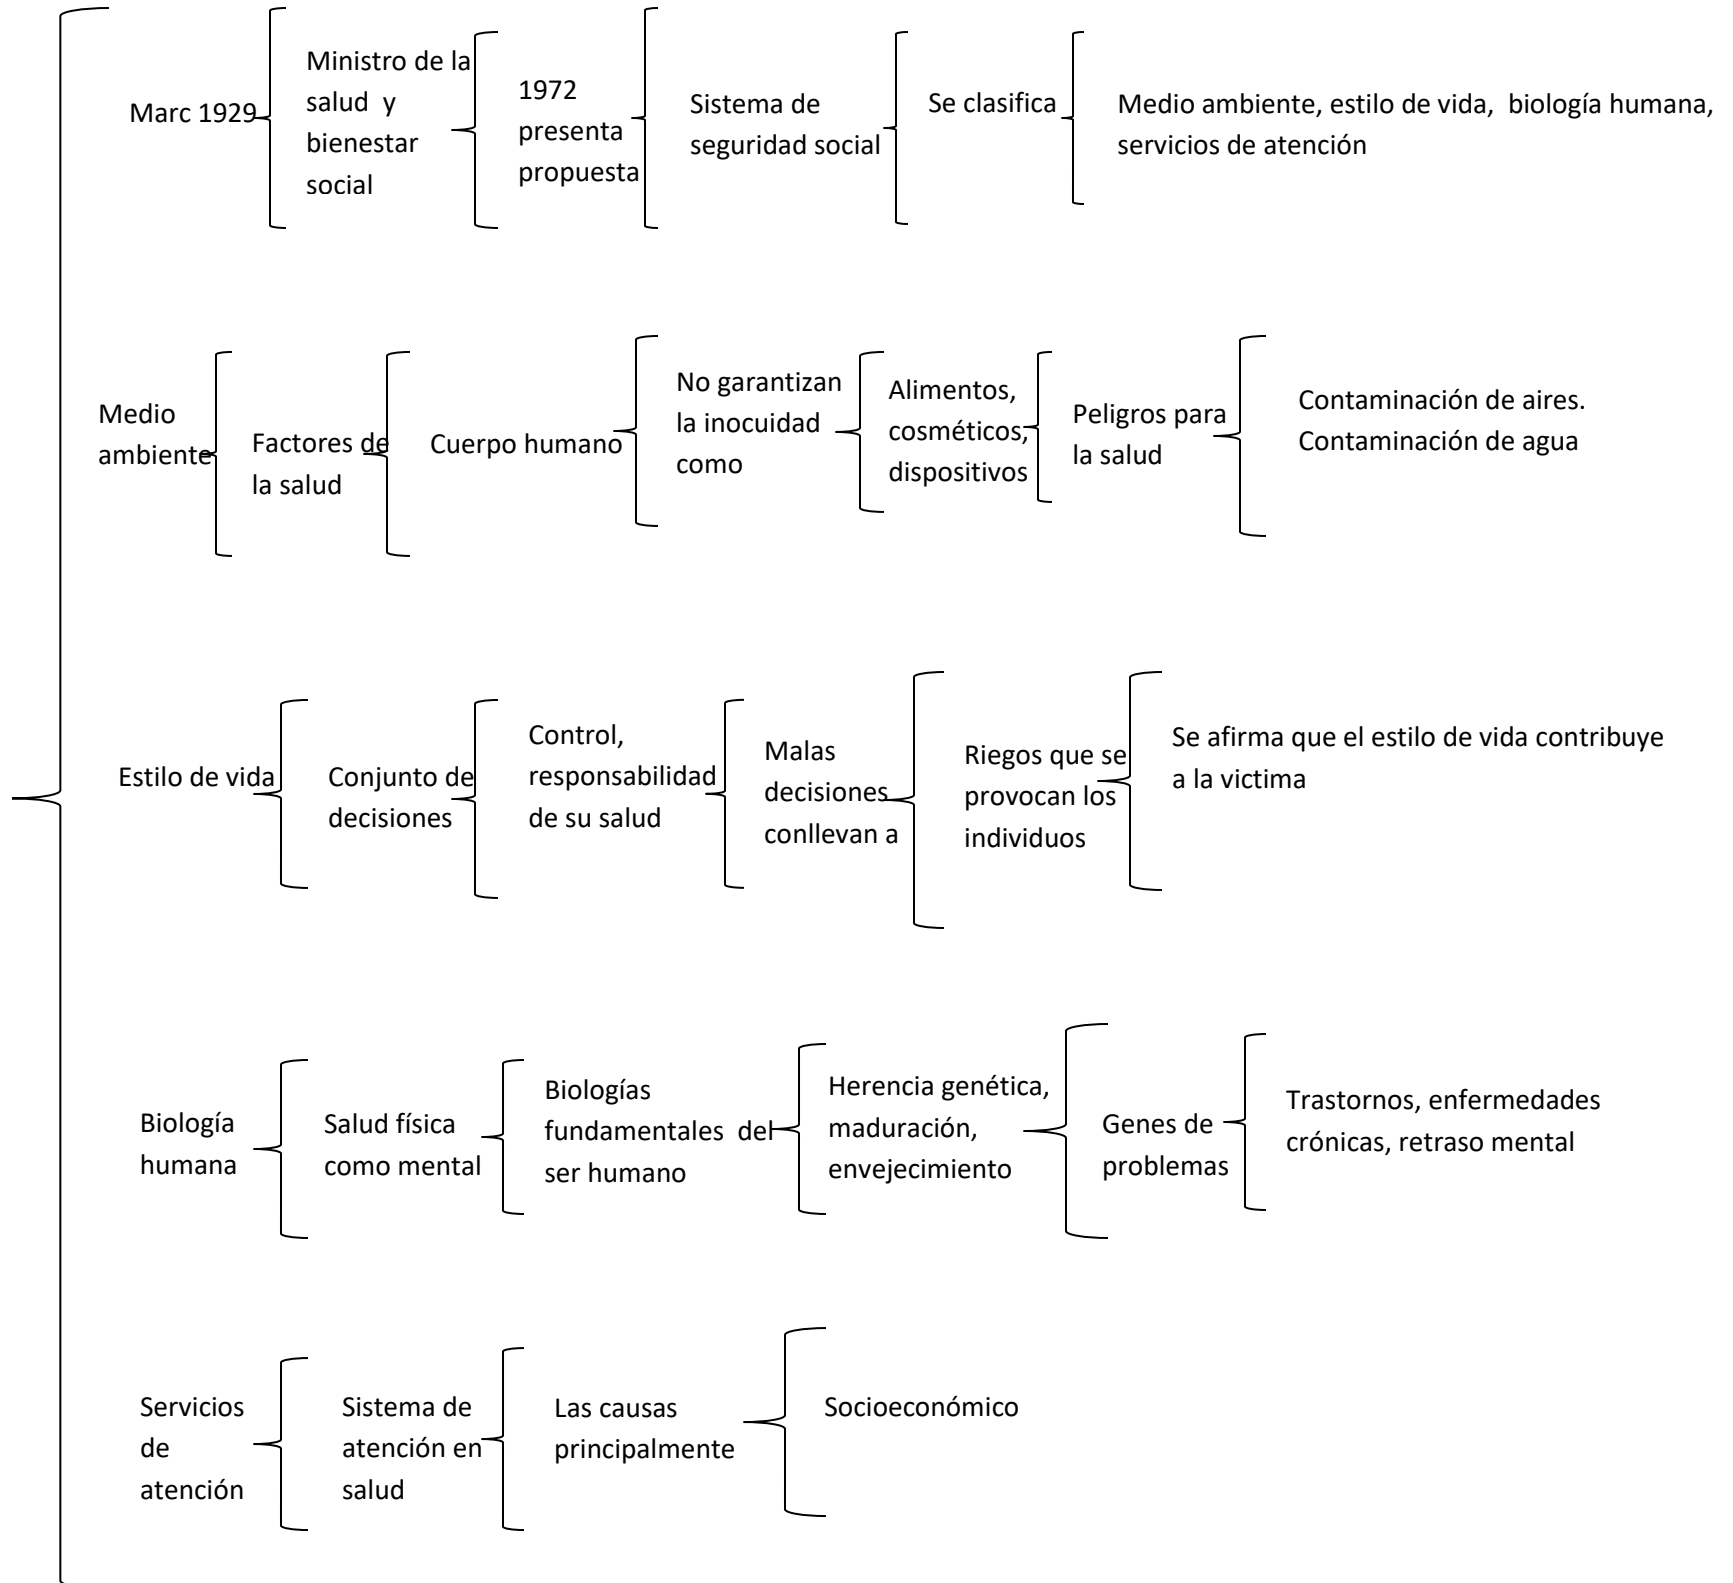 Marc 1929
Ministro de la
salud y
bienestar
social
1972
presenta
propuesta
Sistema de
seguridad social
Se clasifica
Medio ambiente, estilo de vida, biología humana,
servicios de atención
Medio
ambiente
Factores de
la salud
Cuerpo humano
No garantizan
la inocuidad
como
Alimentos,
cosméticos,
dispositivos
Peligros para
la salud
Contaminación de aires.
Contaminación de agua
Estilo de vida
Conjunto de
decisiones
Control,
responsabilidad
de su salud
Malas
decisiones
conllevan a
Riegos que se
provocan los
individuos
Se afirma que el estilo de vida contribuye
a la victima
Biología
humana
Salud física
como mental
Biologías
fundamentales del
ser humano
Herencia genética,
maduración,
envejecimiento
Genes de
problemas
Trastornos, enfermedades
crónicas, retraso mental
Servicios
de
atención
Sistema de
atención en
salud
Las causas
principalmente
Socioeconómico